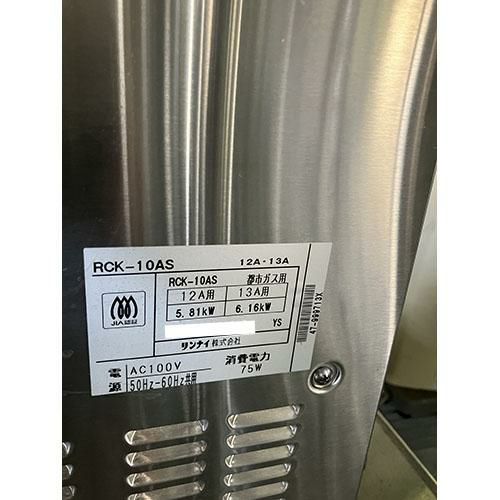 RCK-10AS 12A・13A
RCK-10AS 都市ガス用
12A用 13A用
5.81kW 6.16kW
YS
リンナイ株式会社
JIA認証
電源 AC100V 消費電力
50Hz-60Hz共用 75W
47-999713X